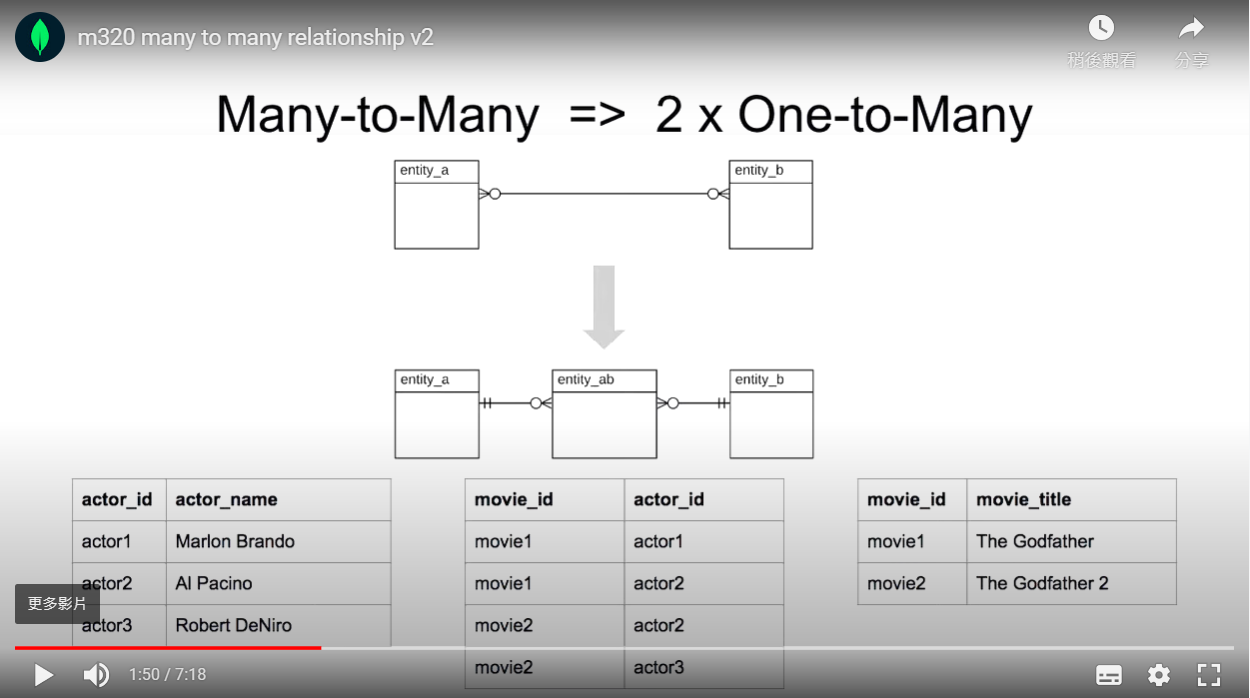 m320 many to many relationship v2
稍後觀看
分享
Many-to-Many => 2 x One-to-Many
entity_a
entity_b
entity_a
entity_ab
entity_b
actor_id actor_name
actor1 Marlon Brando
actor2 Al Pacino
actor3 Robert DeNiro
movie_id actor_id
movie1 actor1
movie1 actor2
movie2 actor2
movie2 actor3
movie_id movie_title
movie1 The Godfather
movie2 The Godfather 2
更多影片
1:50 / 7:18